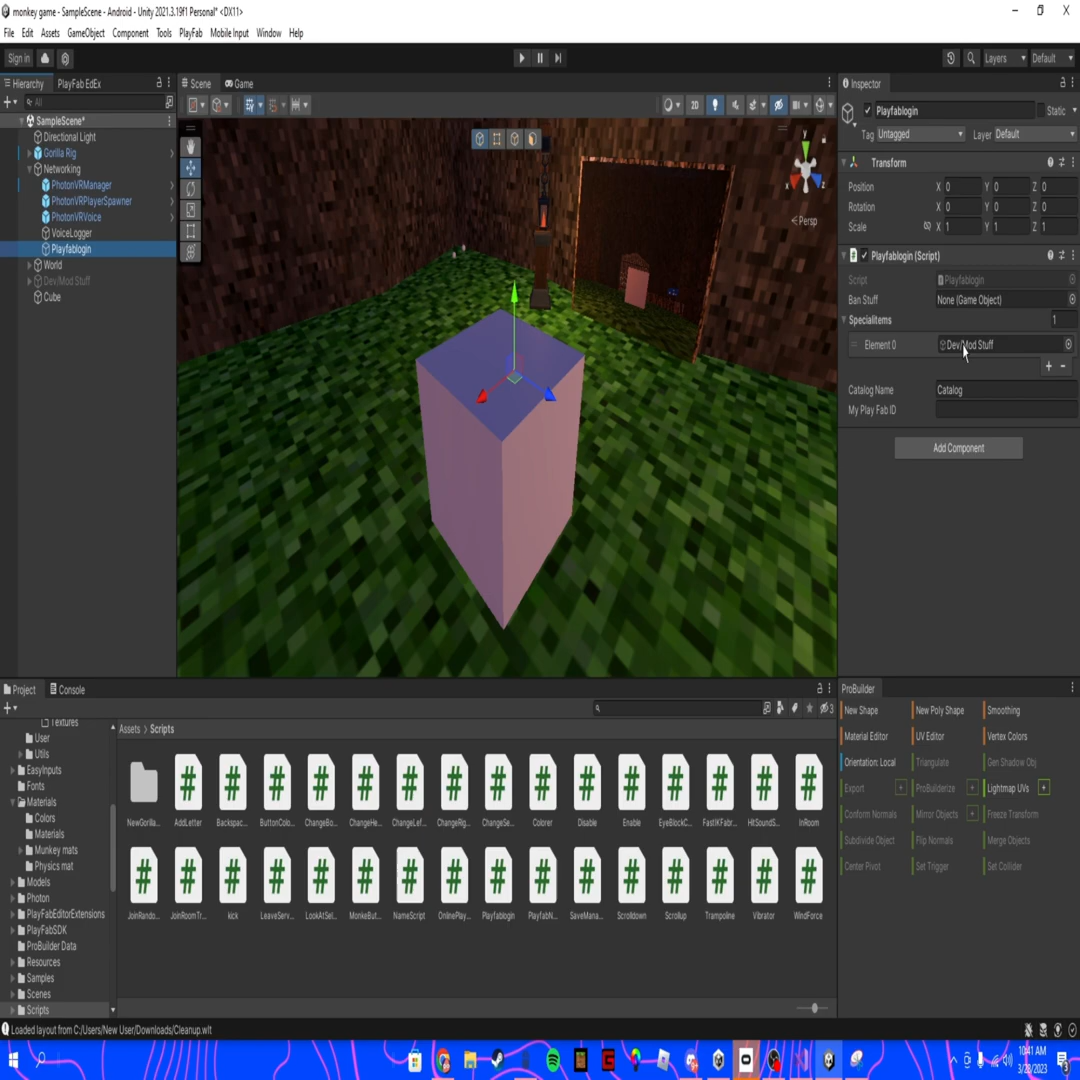 monkey game - SampleScene - Android - Unity 2021.3.19f1 Personal* <DX11>
File Edit Assets GameObject Component Tools PlayFab Mobile Input Window Help
Sign in
Layers
Default
Hierarchy
PlayFab EdEx
All
SampleScene*
Directional Light
Gorilla Rig
Networking
PhotonVRManager
PhotonVRPlayerSpawner
PhotonVRVoice
VoiceLogger
Playfablogin
World
Dev/Mod Stuff
Cube
Scene
Game
2D
y
x
z
< Persp
Inspector
Playfablogin
Static
Tag Untagged
Layer Default
Transform
Position X 0 Y 0 Z 0
Rotation X 0 Y 0 Z 0
Scale X 1 Y 1 Z 1
Playfablogin (Script)
Script Playfablogin
Ban Stuff None (Game Object)
Specialitems 1
Element 0 Dev/Mod Stuff
+ -
Catalog Name Catalog
My Play Fab ID
Add Component
Project
Console
3
Textures
User
Utils
EasyInputs
Fonts
Materials
Colors
Materials
Munkey mats
Physics mat
Models
Photon
PlayFabEditorExtensions
PlayFabSDK
ProBuilder Data
Resources
Samples
Scenes
Scripts
Assets > Scripts
NewGorilla... AddLetter Backspac... ButtonColo... ChangeBo... ChangeHe... ChangeLef... ChangeRig... ChangeSe... Colorer Disable Enable EyeBlockC... FastIKFabr... HitSoundS... InRoom
JoinRando... JoinRoomTr... kick LeaveServ... LookAtSel... MonkeBut... NameScript OnlinePlay... Playfablogin PlayfabN... SaveMana... Scrolldown Scrollup Trampoline Vibrator WindForce
ProBuilder
New Shape New Poly Shape Smoothing
Material Editor UV Editor Vertex Colors
Orientation: Local Triangulate Gen Shadow Obj
Export + ProBuilderize + Lightmap UVs +
Conform Normals Mirror Objects + Freeze Transform
Subdivide Object Flip Normals Merge Objects
Center Pivot Set Trigger Set Collider
Loaded layout from C:/Users/New User/Downloads/Cleanup.wlt
10:41 AM
3/28/2023
3